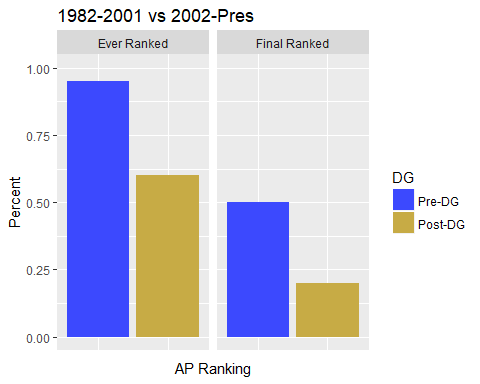 1982-2001 vs 2002-Pres
Ever Ranked
Final Ranked
1.00
0.75
0.50
0.25
0.00
Percent
AP Ranking
DG
Pre-DG
Post-DG